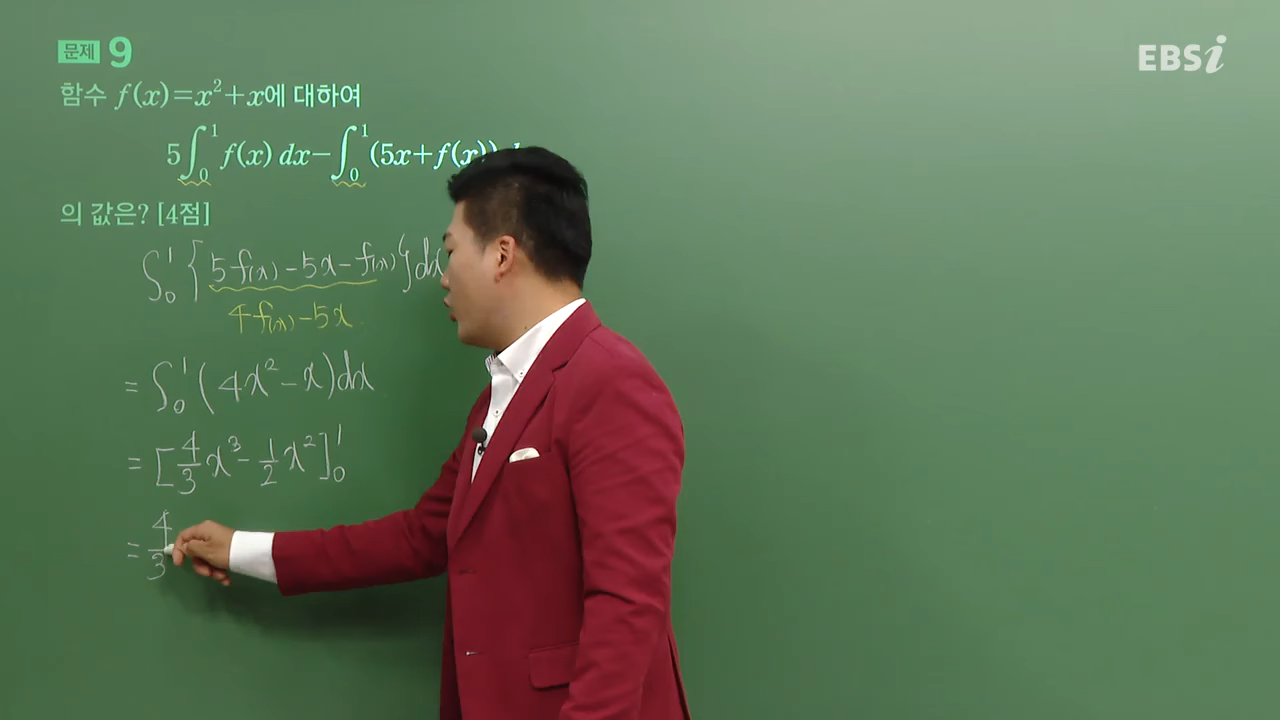 문제 9
EBSi
함수 f(x)=x²+x에 대하여
5∫₀¹ f(x) dx−∫₀¹ (5x+f(x))
의 값은? [4점]
∫₀¹ {5f(x)−5x−f(x)}dx
4f(x)−5x
= ∫₀¹ (4x²−x)dx
= [4/3 x³−1/2 x²]₀¹
= 4/3